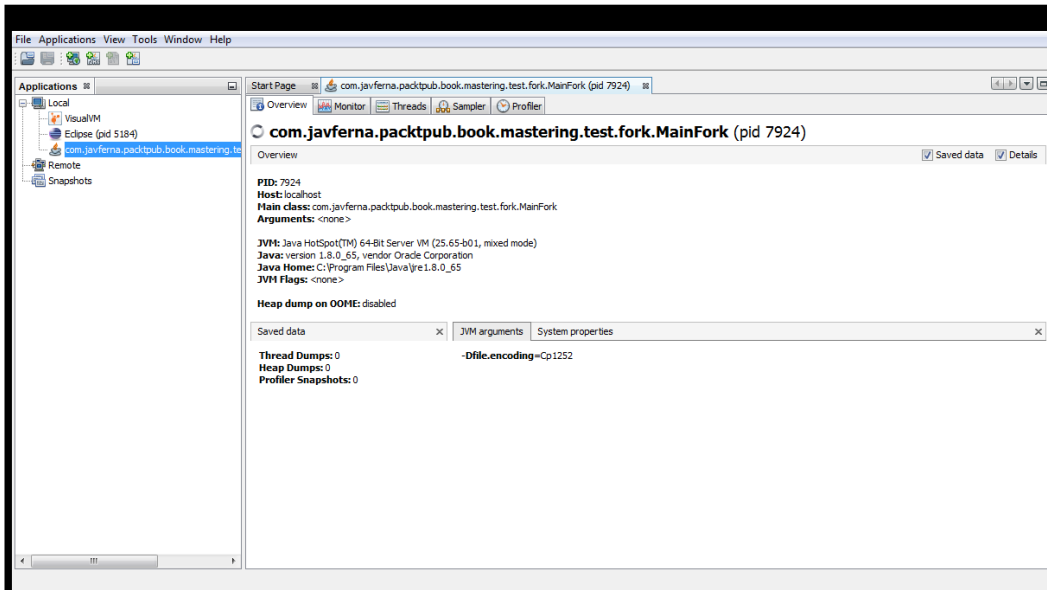 File Applications View Tools Window Help
Applications
Local
VisualVM
Eclipse (pid 5184)
com.javferna.packtpub.book.mastering.te
Remote
Snapshots
Start Page com.javferna.packtpub.book.mastering.test.fork.MainFork (pid 7924)
Overview Monitor Threads Sampler Profiler
com.javferna.packtpub.book.mastering.test.fork.MainFork (pid 7924)
Overview Saved data Details
PID: 7924
Host: localhost
Main class: com.javferna.packtpub.book.mastering.test.fork.MainFork
Arguments: <none>
JVM: Java HotSpot(TM) 64-Bit Server VM (25.65-b01, mixed mode)
Java: version 1.8.0_65, vendor Oracle Corporation
Java Home: C:\Program Files\Java\jre1.8.0_65
JVM Flags: <none>
Heap dump on OOME: disabled
Saved data
Thread Dumps: 0
Heap Dumps: 0
Profiler Snapshots: 0
JVM arguments System properties
-Dfile.encoding=Cp1252